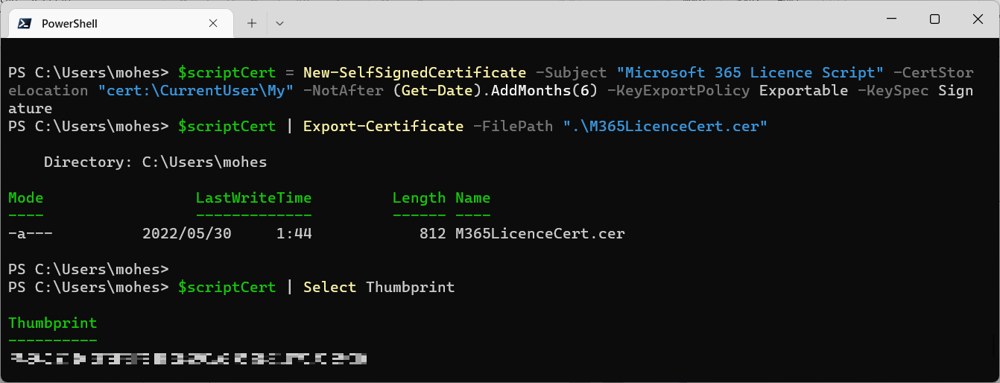 PowerShell
PS C:\Users\mohes> $scriptCert = New-SelfSignedCertificate -Subject "Microsoft 365 Licence Script" -CertStor
eLocation "cert:\CurrentUser\My" -NotAfter (Get-Date).AddMonths(6) -KeyExportPolicy Exportable -KeySpec Sign
ature
PS C:\Users\mohes> $scriptCert | Export-Certificate -FilePath ".\M365LicenceCert.cer"
Directory: C:\Users\mohes
Mode LastWriteTime Length Name
---- ------------- ------ ----
-a--- 2022/05/30 1:44 812 M365LicenceCert.cer
PS C:\Users\mohes>
PS C:\Users\mohes> $scriptCert | Select Thumbprint
Thumbprint
----------